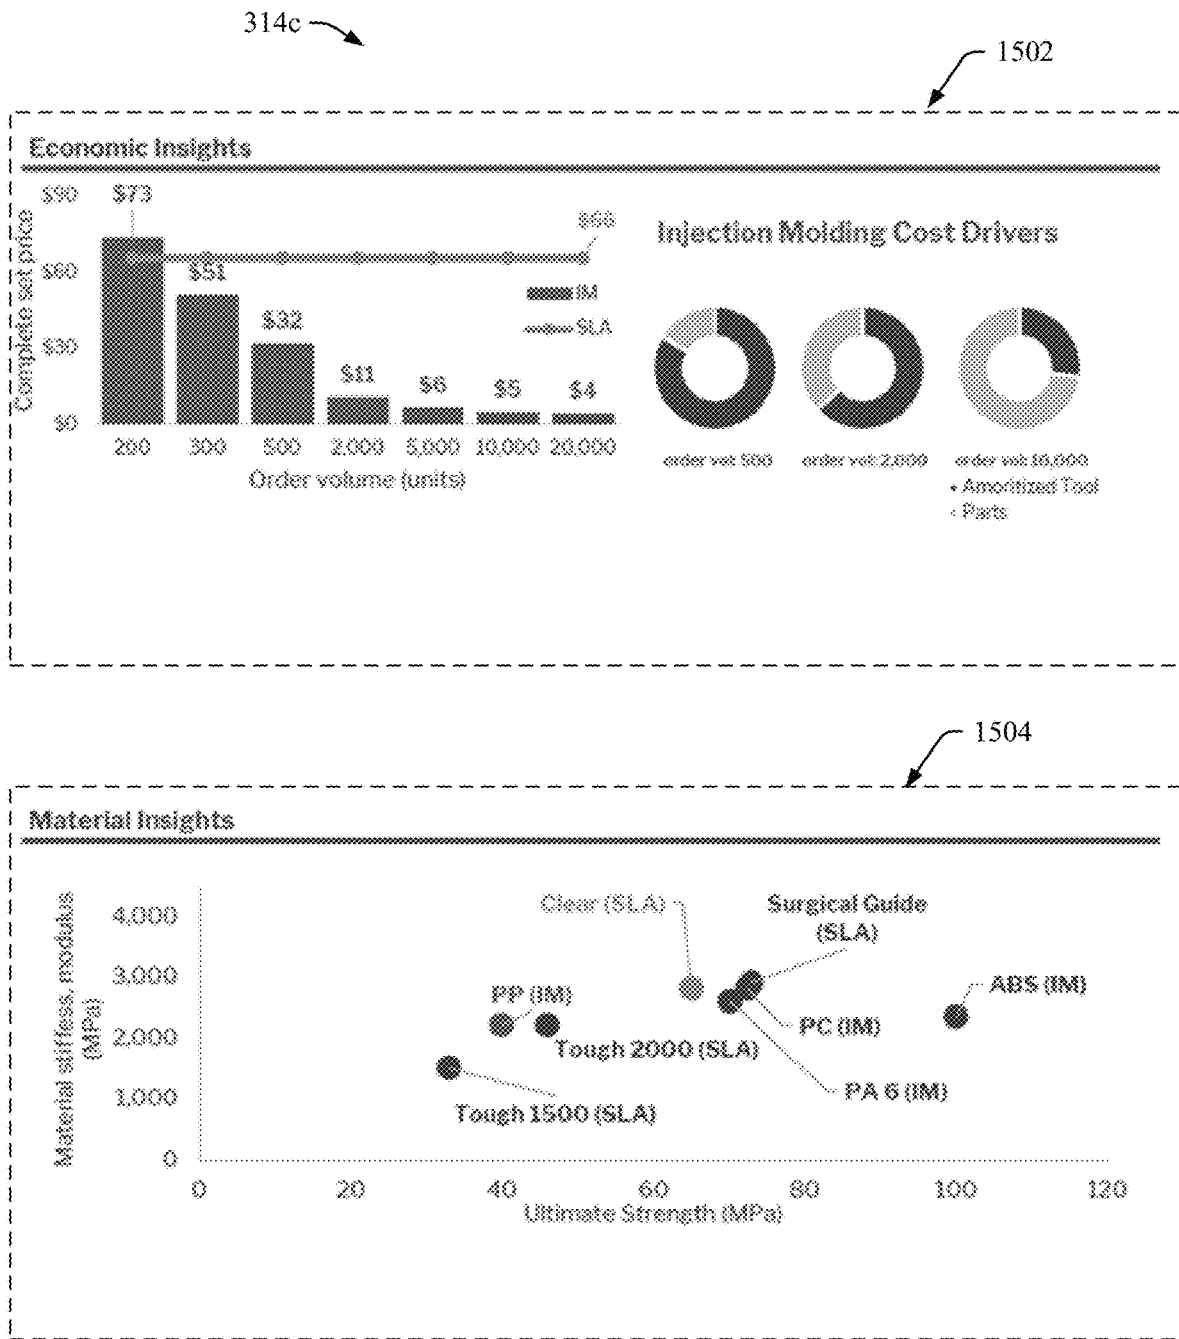 314c
1502
Economic Insights
Complete set price
$90
$60
$30
$0
$73
$51
$32
$11
$6
$5
$4
$66
IM
SLA
200 300 500 2,000 5,000 10,000 20,000
Order volume (units)
Injection Molding Cost Drivers
order vol: 500 order vol: 2,000 order vol: 10,000
• Amoritized Tool
• Parts
1504
Material Insights
Material stiffess, modulus
(MPa)
4,000
3,000
2,000
1,000
0
Clear (SLA)
Surgical Guide
(SLA)
PP (IM)
ABS (IM)
PC (IM)
Tough 2000 (SLA)
PA 6 (IM)
Tough 1500 (SLA)
0 20 40 60 80 100 120
Ultimate Strength (MPa)